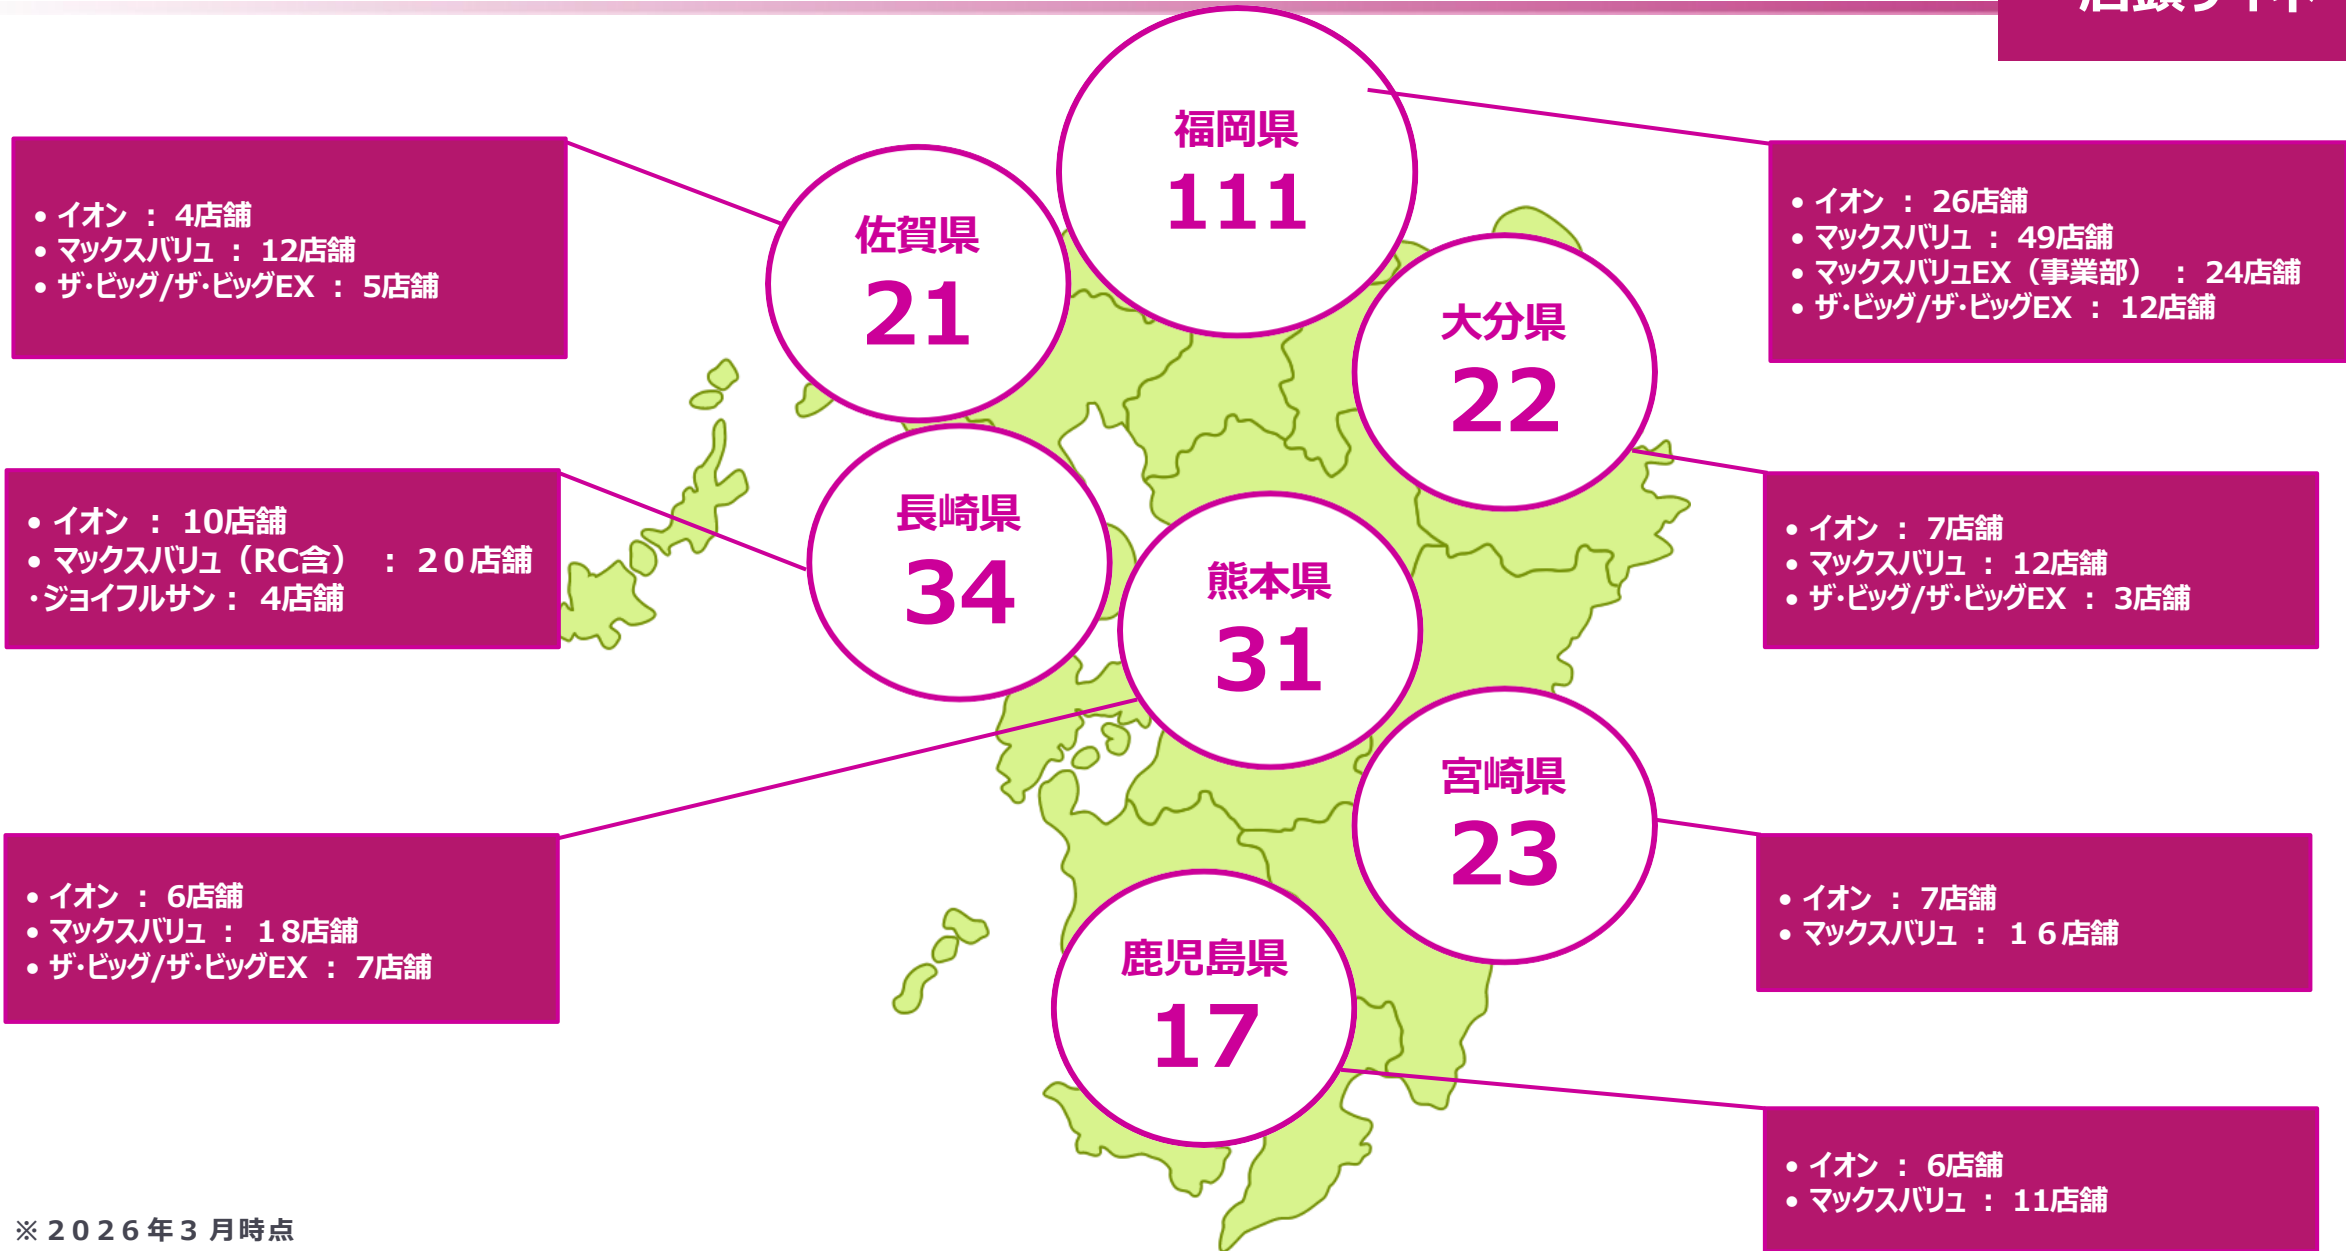 福岡県
111
佐賀県
21
大分県
22
長崎県
34
熊本県
31
宮崎県
23
鹿児島県
17
• イオン ： 4店舗
• マックスバリュ ： 12店舗
• ザ・ビッグ/ザ・ビッグEX ： 5店舗
• イオン ： 26店舗
• マックスバリュ ： 49店舗
• マックスバリュEX（事業部） ： 24店舗
• ザ・ビッグ/ザ・ビッグEX ： 12店舗
• イオン ： 10店舗
• マックスバリュ（RC含） ： ２０店舗
・ジョイフルサン： 4店舗
• イオン ： 7店舗
• マックスバリュ ： 12店舗
• ザ・ビッグ/ザ・ビッグEX ： 3店舗
• イオン ： 6店舗
• マックスバリュ ： １８店舗
• ザ・ビッグ/ザ・ビッグEX ： 7店舗
• イオン ： 7店舗
• マックスバリュ ： １６店舗
• イオン ： 6店舗
• マックスバリュ ： 11店舗
※２０２６年３月時点